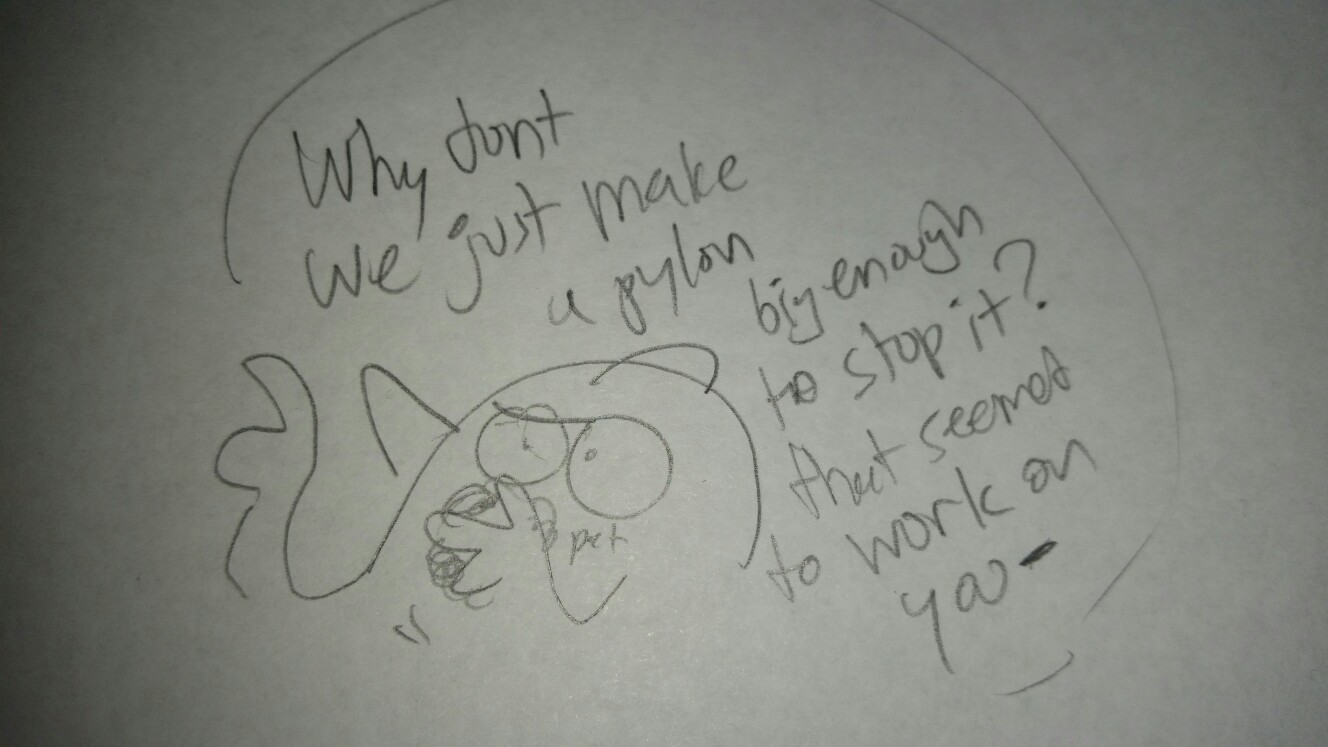 Why dont
we just make
a pylon
big enough
to stop it?
that seemed
to work on
you-
pet